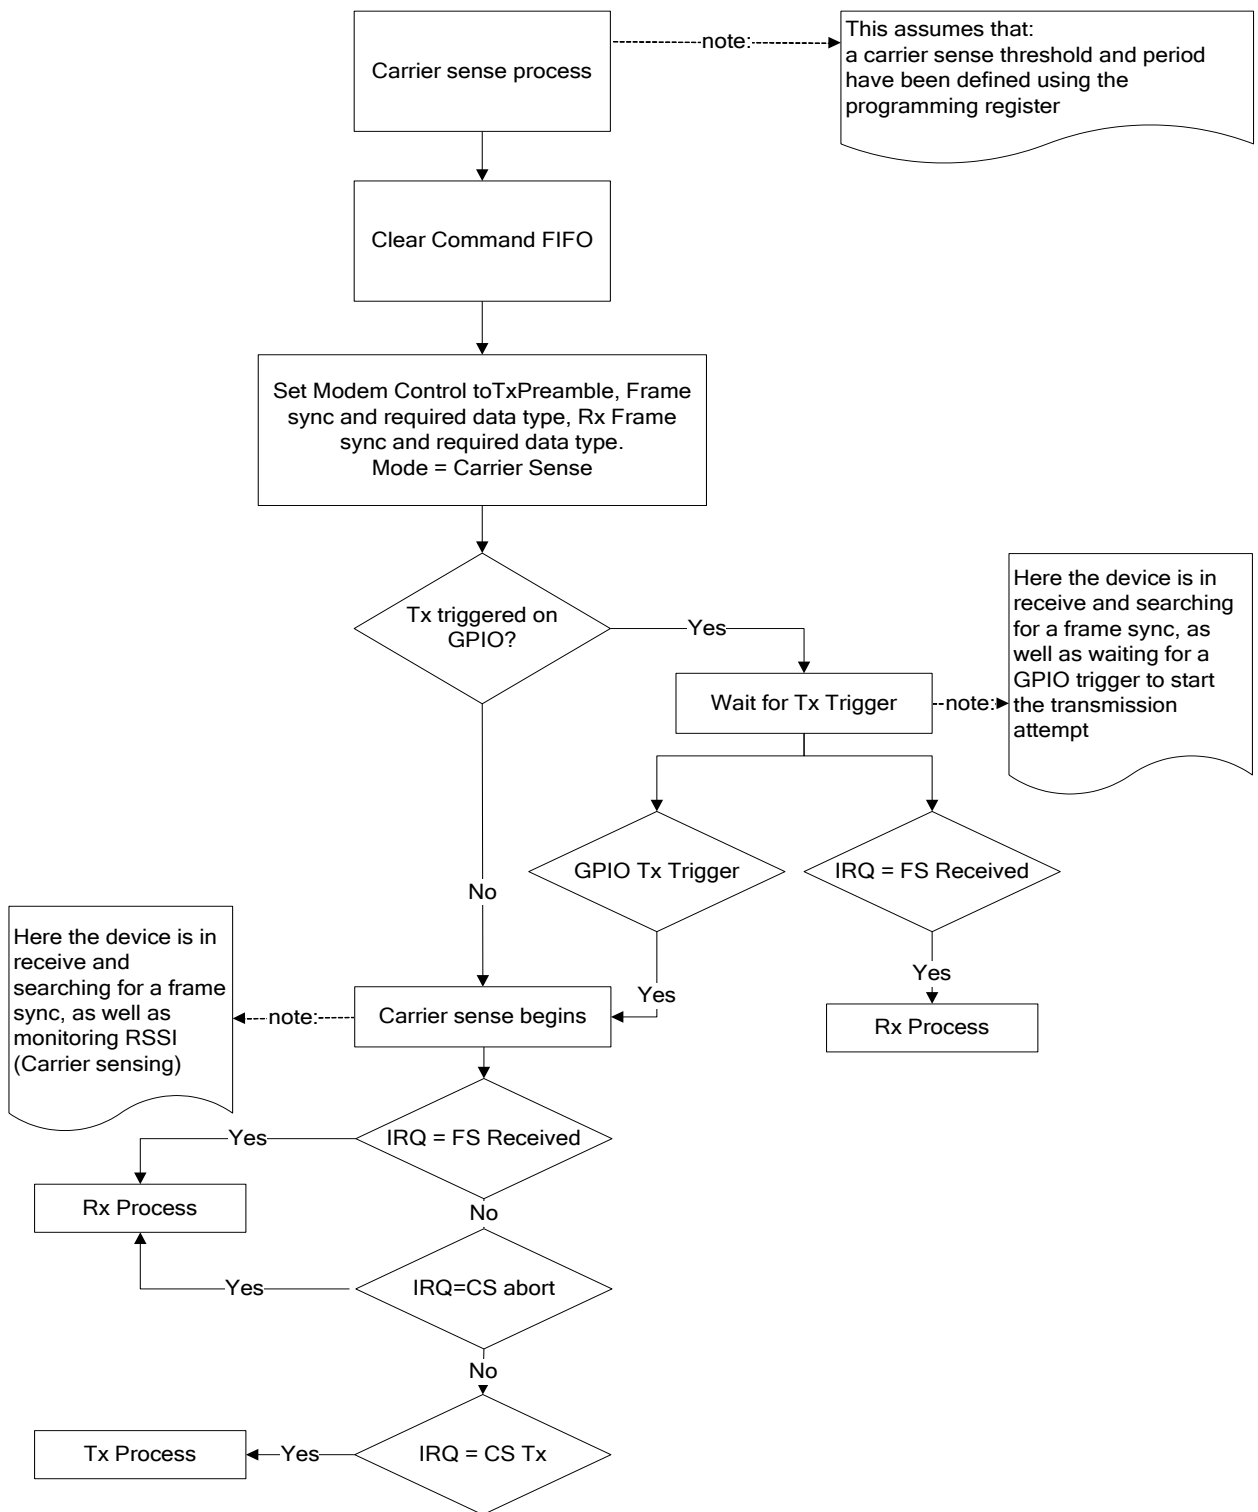 Carrier sense process
note:
This assumes that:
a carrier sense threshold and period
have been defined using the
programming register
Clear Command FIFO
Set Modem Control toTxPreamble, Frame
sync and required data type, Rx Frame
sync and required data type.
Mode = Carrier Sense
Tx triggered on
GPIO?
Yes
Wait for Tx Trigger
note:
Here the device is in
receive and searching
for a frame sync, as
well as waiting for a
GPIO trigger to start
the transmission
attempt
GPIO Tx Trigger
IRQ = FS Received
No
Yes
Yes
Rx Process
Here the device is in
receive and
searching for a frame
sync, as well as
monitoring RSSI
(Carrier sensing)
note:
Carrier sense begins
IRQ = FS Received
Yes
Rx Process
No
IRQ=CS abort
Yes
No
IRQ = CS Tx
Yes
Tx Process